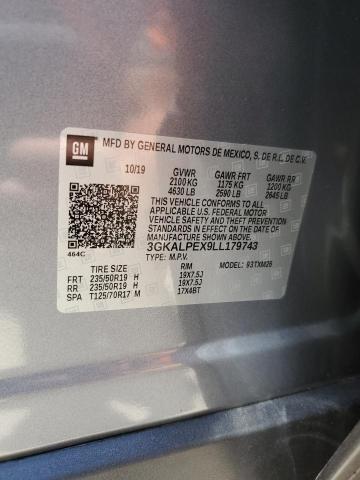 GM
MFD BY GENERAL MOTORS DE MEXICO, S. DE R.L. DE C.V.
10/19 GVWR GAWR FRT GAWR RR
2100 KG 1175 KG 1200 KG
4630 LB 2590 LB 2645 LB
THIS VEHICLE CONFORMS TO ALL
APPLICABLE U.S. FEDERAL MOTOR
VEHICLE SAFETY AND THEFT PREVENTION
STANDARDS IN EFFECT ON THE DATE OF
MANUFACTURE SHOWN ABOVE.
3GKALPEX9LL179743
464C TYPE: M.P.V. MODEL: 93TXM26
TIRE SIZE RIM
FRT 235/50R19 H 19X7.5J
RR 235/50R19 H 19X7.5J
SPA T125/70R17 M 17X4BT